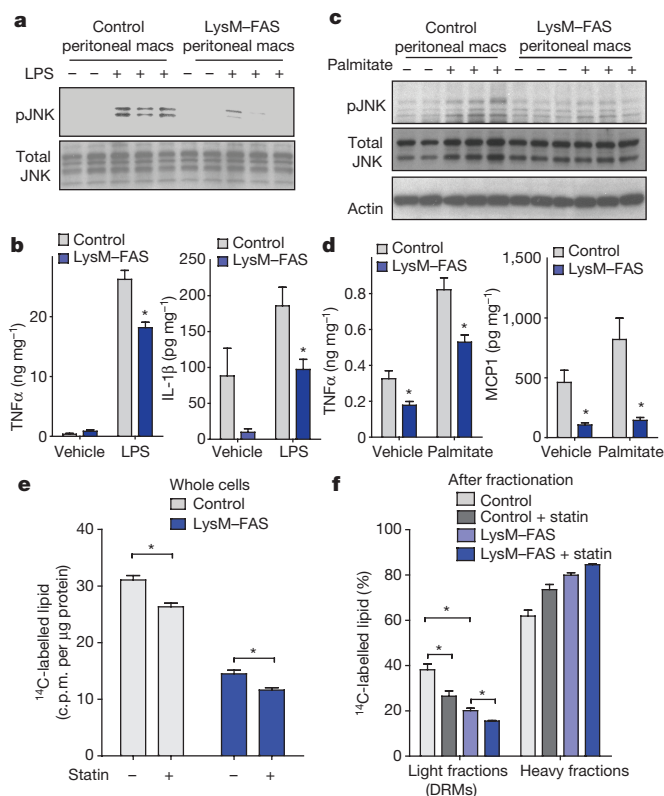 a
Control
peritoneal macs
LysM–FAS
peritoneal macs
LPS – – + + + – – + + +
pJNK
Total
JNK
b
Control
LysM–FAS
TNFα (ng mg⁻¹)
20
10
0
Vehicle LPS
Control
LysM–FAS
IL-1β (pg mg⁻¹)
250
200
150
100
50
0
Vehicle LPS
*
*
c
Control
peritoneal macs
LysM–FAS
peritoneal macs
Palmitate – – + + + – – + + +
pJNK
Total
JNK
Actin
d
Control
LysM–FAS
TNFα (ng mg⁻¹)
1.0
0.8
0.6
0.4
0.2
0
Vehicle Palmitate
* *
Control
LysM–FAS
MCP1 (pg mg⁻¹)
1,500
1,000
500
0
Vehicle Palmitate
* *
e
Whole cells
Control
LysM–FAS
¹⁴C-labelled lipid
(c.p.m. per μg protein)
40
30
20
10
0
* *
Statin – + – +
f
After fractionation
Control
Control + statin
LysM–FAS
LysM–FAS + statin
¹⁴C-labelled lipid (%)
100
80
60
40
20
0
* * *
Light fractions
(DRMs)
Heavy fractions